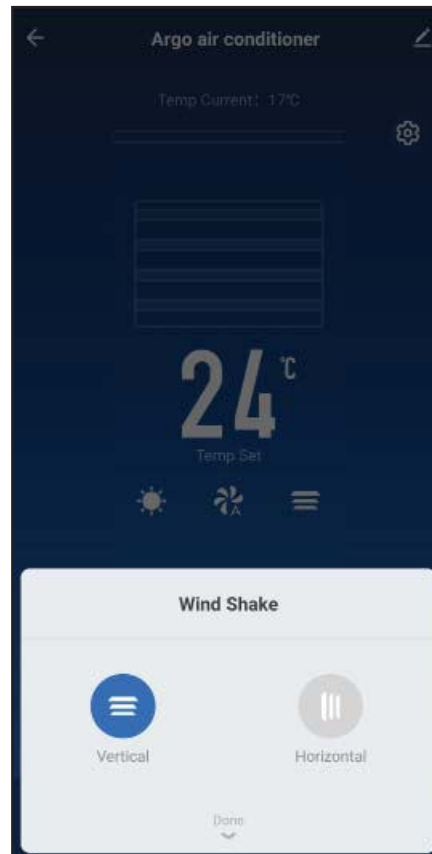 Argo air conditioner
Temp Current: 17℃
24℃
Temp Set
A
Wind Shake
Vertical
Horizontal
Done